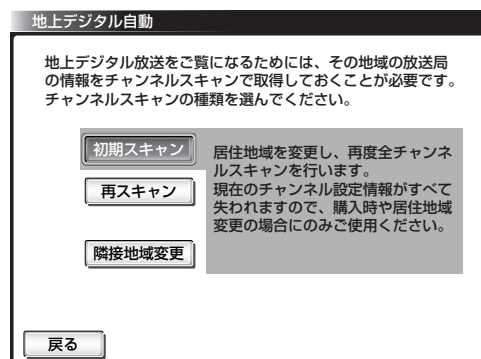 地上デジタル自動
地上デジタル放送をご覧になるためには、その地域の放送局
の情報をチャンネルスキャンで取得しておくことが必要です。
チャンネルスキャンの種類を選んでください。
初期スキャン
再スキャン
隣接地域変更
居住地域を変更し、再度全チャンネ
ルスキャンを行います。
現在のチャンネル設定情報がすべて
失われますので、購入時や居住地域
変更の場合にのみご使用ください。
戻る